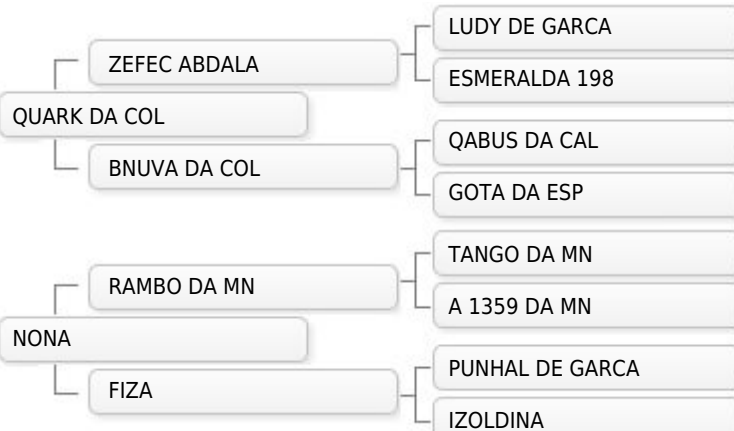 LUDY DE GARCA
ZEFEC ABDALA
ESMERALDA 198
QUARK DA COL
QABUS DA CAL
BNUVA DA COL
GOTA DA ESP
TANGO DA MN
RAMBO DA MN
A 1359 DA MN
NONA
PUNHAL DE GARCA
FIZA
IZOLDINA